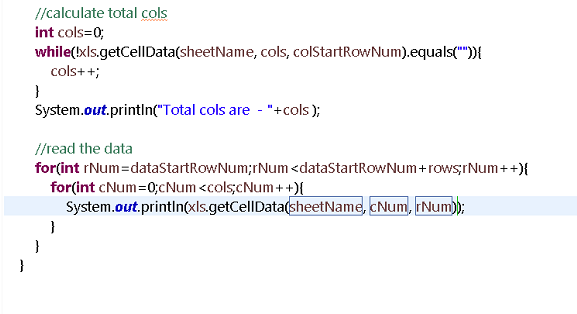 //calculate total cols
int cols=0;
while(!xls.getCellData(sheetName, cols, colStartRowNum).equals("")){
cols++;
}
System.out.println("Total cols are  - "+cols );
//read the data
for(int rNum=dataStartRowNum;rNum<dataStartRowNum+rows;rNum++){
for(int cNum=0;cNum<cols;cNum++){
System.out.println(xls.getCellData(sheetName, cNum, rNum));
}
}
}